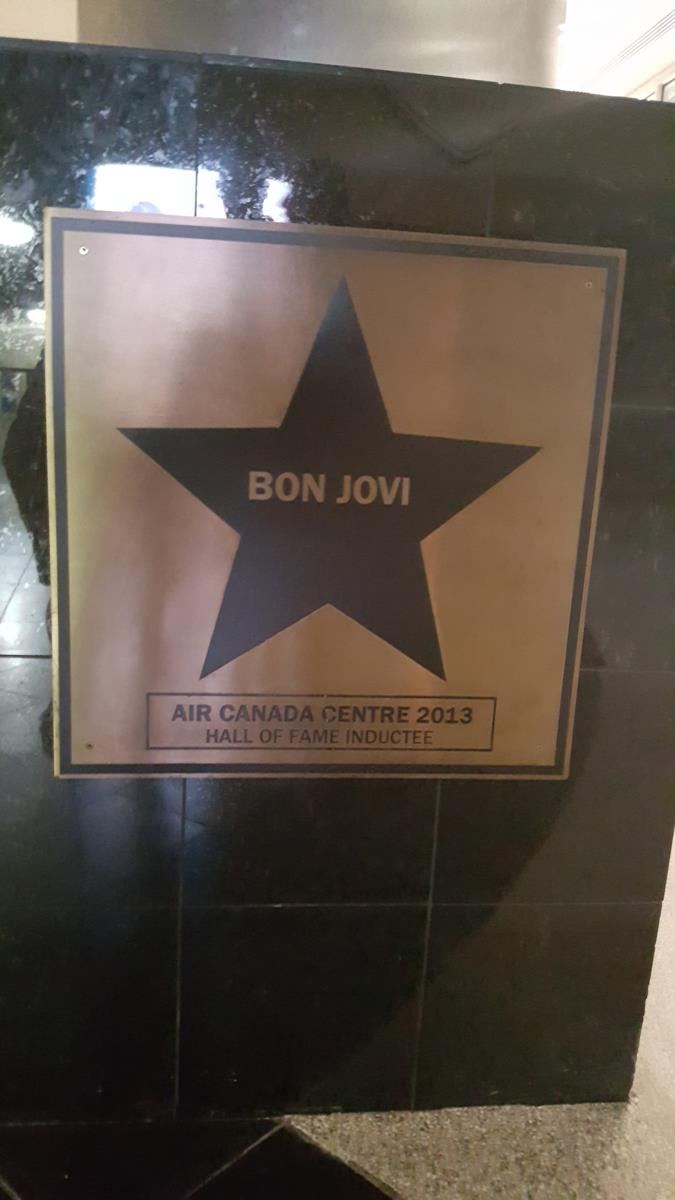 BON JOVI
AIR CANADA CENTRE 2013
HALL OF FAME INDUCTEE